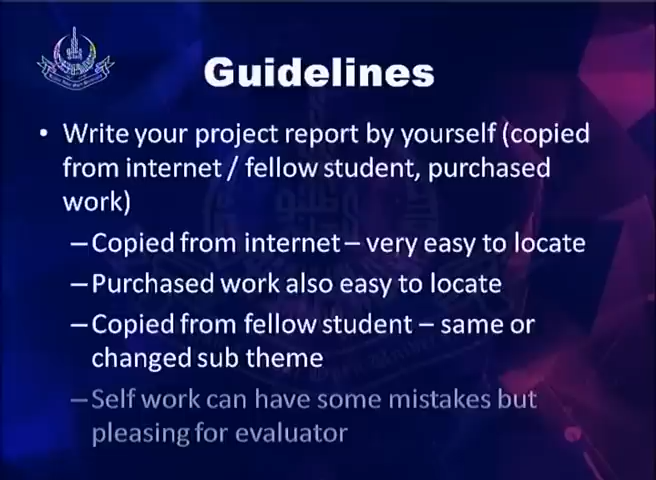 Guidelines
• Write your project report by yourself (copied
from internet / fellow student, purchased
work)
–Copied from internet – very easy to locate
–Purchased work also easy to locate
–Copied from fellow student – same or
changed sub theme
–Self work can have some mistakes but
pleasing for evaluator